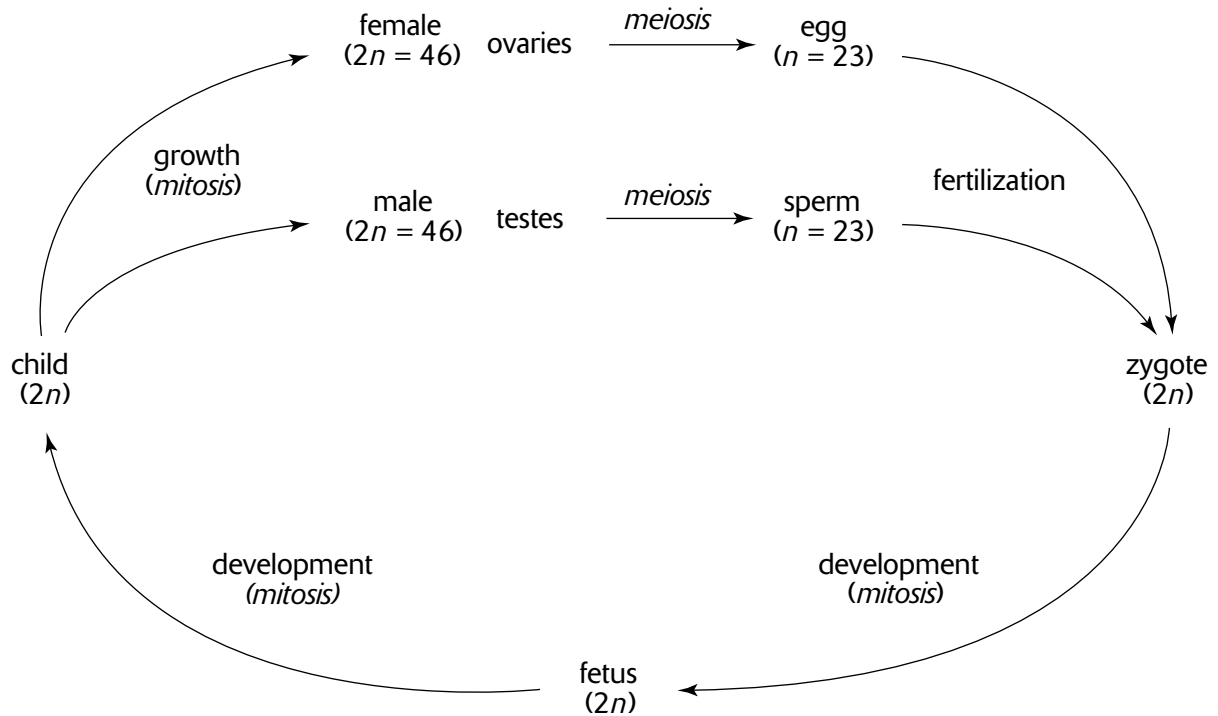 female
(2n = 46)
ovaries
meiosis
egg
(n = 23)
growth
(mitosis)
male
(2n = 46)
testes
meiosis
sperm
(n = 23)
fertilization
child
(2n)
zygote
(2n)
development
(mitosis)
development
(mitosis)
fetus
(2n)